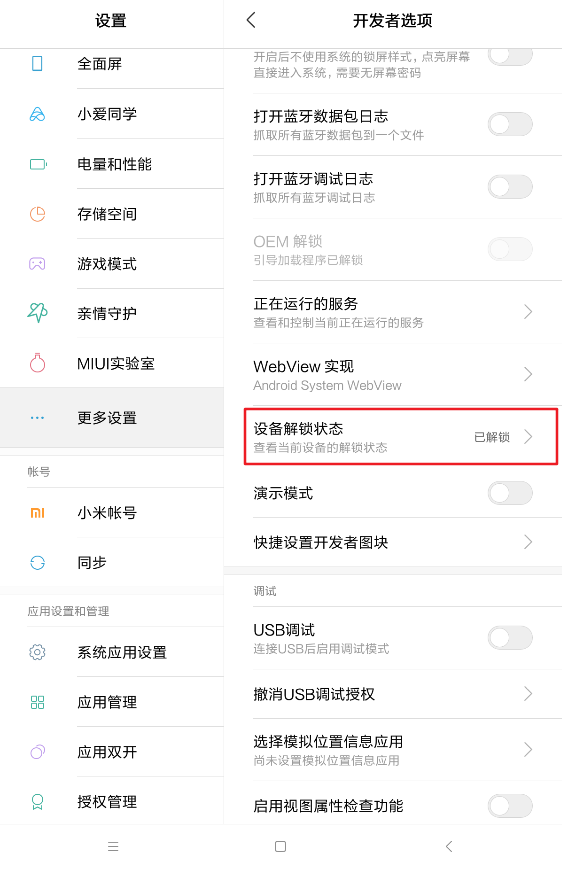 设置
全面屏
小爱同学
电量和性能
存储空间
游戏模式
亲情守护
MIUI实验室
更多设置
帐号
小米帐号
同步
应用设置和管理
系统应用设置
应用管理
应用双开
授权管理
开发者选项
开启后不使用系统的锁屏样式，点亮屏幕
直接进入系统，需要无屏幕密码
打开蓝牙数据包日志
抓取所有蓝牙数据包到一个文件
打开蓝牙调试日志
抓取所有蓝牙调试日志
OEM 解锁
引导加载程序已解锁
正在运行的服务
查看和控制当前正在运行的服务
WebView 实现
Android System WebView
设备解锁状态
已解锁
查看当前设备的解锁状态
演示模式
快捷设置开发者图块
调试
USB调试
连接USB后启用调试模式
撤消USB调试授权
选择模拟位置信息应用
尚未设置模拟位置信息应用
启用视图属性检查功能